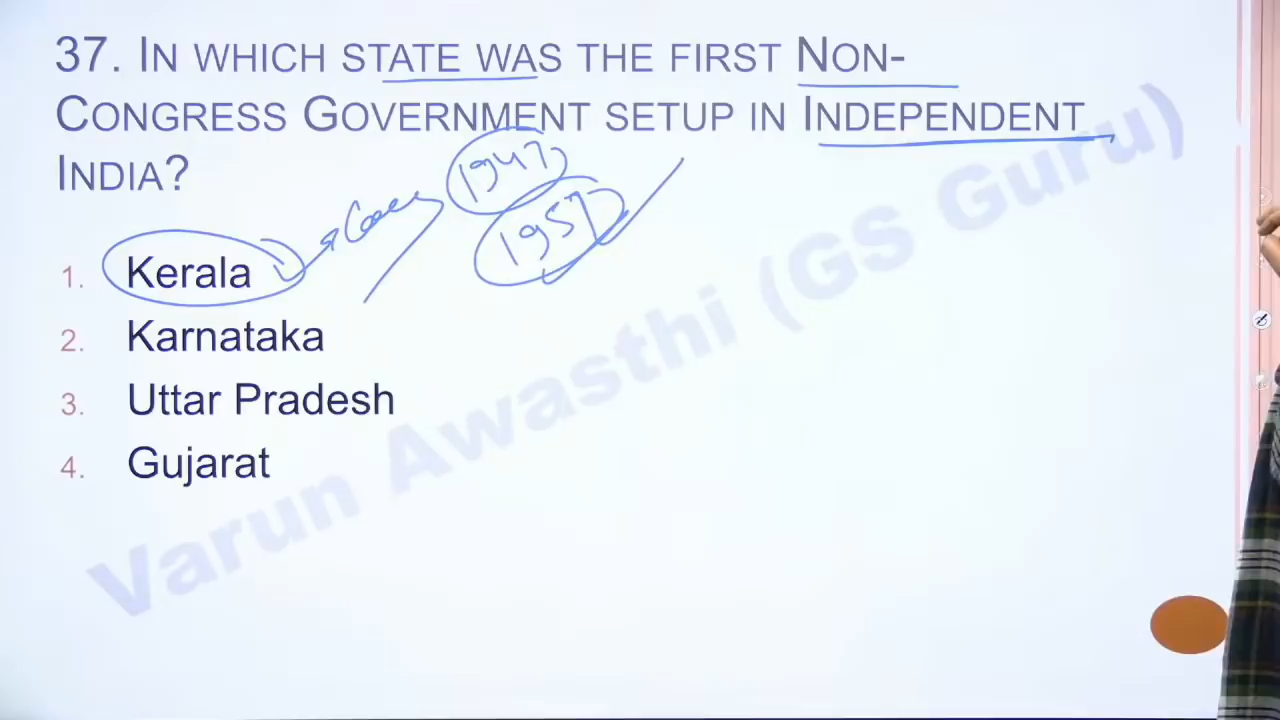 37. In which state was the first Non-
Congress Government setup in Independent
India?
1947
1957
1. Kerala
2. Karnataka
3. Uttar Pradesh
4. Gujarat
Varun Awasthi (GS Guru)